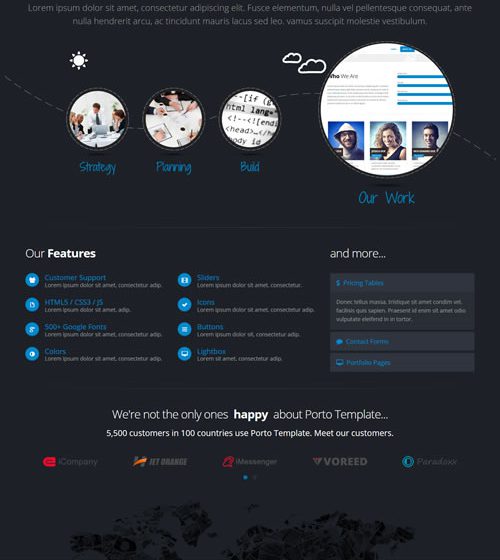 Lorem ipsum dolor sit amet, consectetur adipiscing elit. Fusce elementum, nulla vel pellentesque consequat, ante
nulla hendrerit arcu, ac tincidunt mauris lacus sed leo. vamus suscipit molestie vestibulum.
Who We Are
<!--[if (g
html lang=
<!--<![endi
<head>
body id
Strategy
Planning
Build
Our Work
Our Features
and more...
Customer Support
Lorem ipsum dolor sit amet, consectetur adip.
Sliders
Lorem ipsum dolor sit amet, consectetur.
$ Pricing Tables
HTML5 / CSS3 / JS
Lorem ipsum dolor sit amet, adip.
Icons
Lorem ipsum dolor sit amet, consectetur adip.
Donec tellus massa, tristique sit amet condim vel,
facilisis quis sapien. Praesent id enim sit amet odio
vulputate eleifend in in tortor.
500+ Google Fonts
Lorem ipsum dolor sit amet, consectetur adip.
Buttons
Lorem ipsum dolor sit, consectetur adip.
Contact Forms
Colors
Lorem ipsum dolor sit amet, consectetur adip.
Lightbox
Lorem sit amet, consectetur adip.
Portfolio Pages
We're not the only ones happy about Porto Template...
5,500 customers in 100 countries use Porto Template. Meet our customers.
iCompany
JET ORANGE
iMessenger
VOREED
Paradoxx